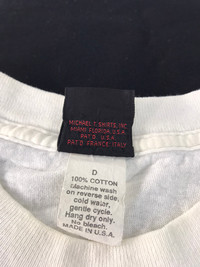 MICHAEL T. SHIRTS, INC
MIAMI, FLORIDA, U.S.A.
PAT'D U.S.A.
PAT'D FRANCE ITALY
D
100% COTTON
Machine wash
on reverse side.
cold water,
gentle cycle.
Hang dry only.
No bleach.
MADE IN U.S.A.